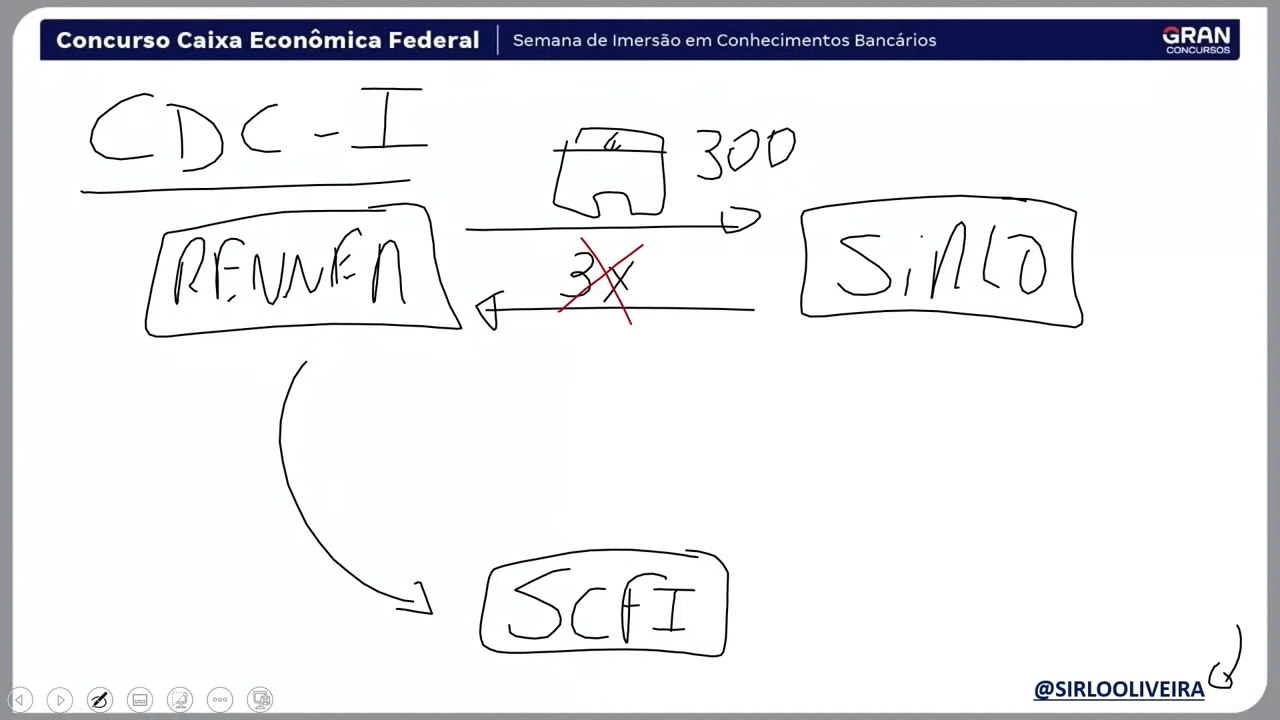 Concurso Caixa Econômica Federal | Semana de Imersão em Conhecimentos Bancários
GRAN
CONCURSOS
CDC-I
300
RENNER
SIRLO
3x
SCFI
@SIRLOOLIVEIRA